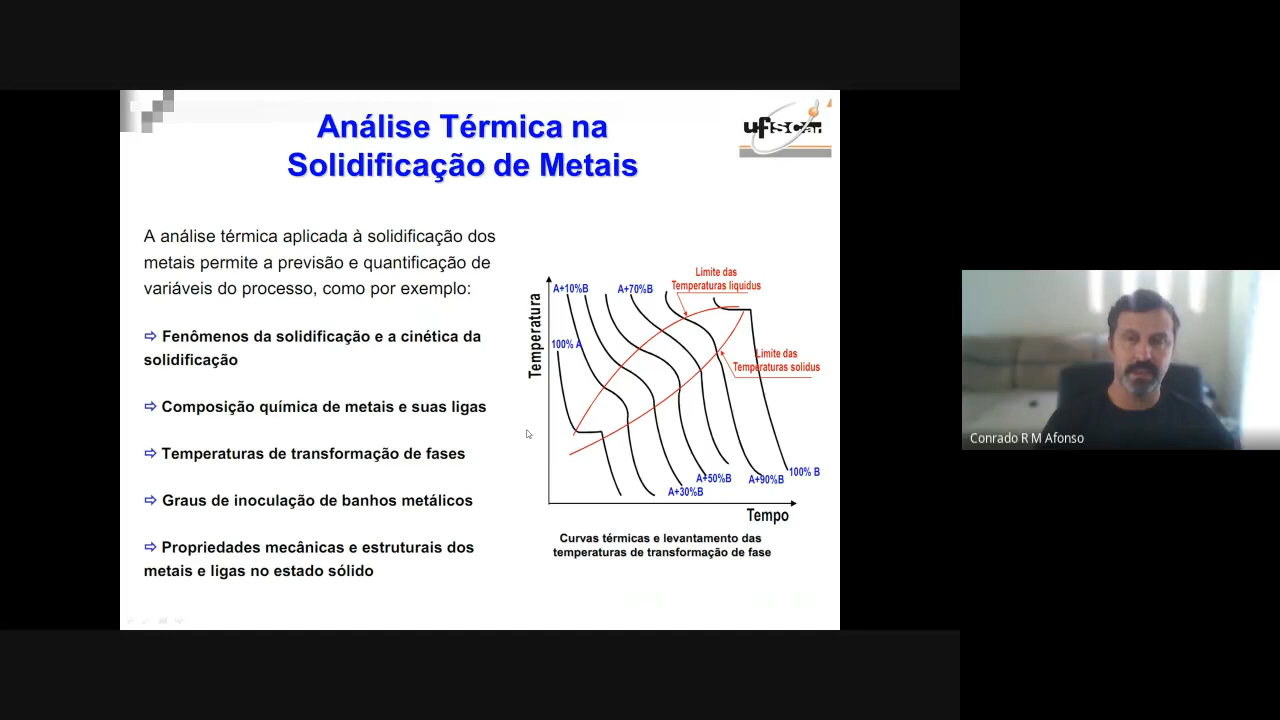 Análise Térmica na
Solidificação de Metais
ufscar
A análise térmica aplicada à solidificação dos
metais permite a previsão e quantificação de
variáveis do processo, como por exemplo:
⇨ Fenômenos da solidificação e a cinética da
solidificação
⇨ Composição química de metais e suas ligas
⇨ Temperaturas de transformação de fases
⇨ Graus de inoculação de banhos metálicos
⇨ Propriedades mecânicas e estruturais dos
metais e ligas no estado sólido
Limite das
Temperaturas liquidus
A+10%B
A+70%B
100% A
Temperatura
Limite das
Temperaturas solidus
100% B
A+50%B
A+90%B
A+30%B
Tempo
Curvas térmicas e levantamento das
temperaturas de transformação de fase
Conrado R M Afonso